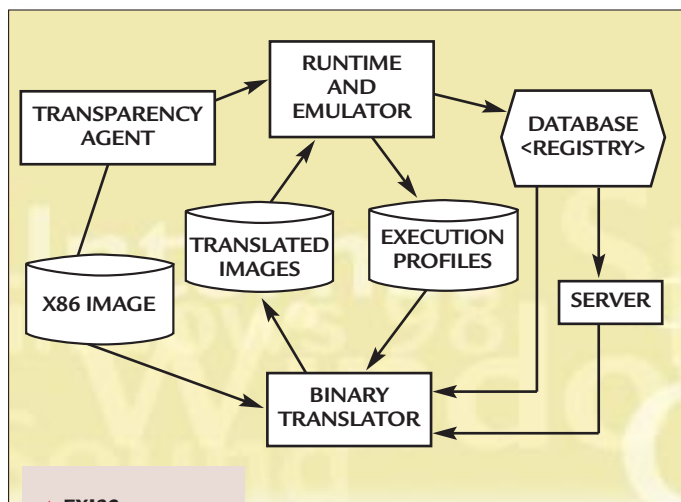 RUNTIME
AND
EMULATOR
TRANSPARENCY
AGENT
DATABASE
<REGISTRY>
TRANSLATED
IMAGES
EXECUTION
PROFILES
X86 IMAGE
SERVER
BINARY
TRANSLATOR